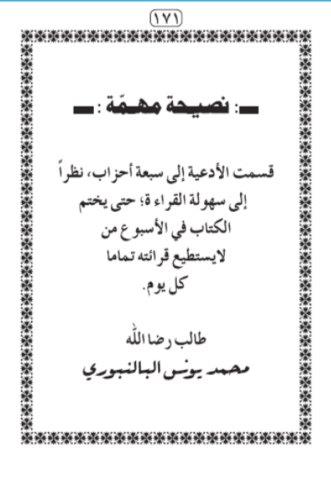 ١٧١
: نصيحة مهمّة :
قسمت الأدعية إلى سبعة أحزاب، نظراً
إلى سهولة القراءة؛ حتى يختم
الكتاب في الأسبوع من
لايستطيع قرائته تماما
كل يوم.
طالب رضا الله
محمد يونس البالنبوري